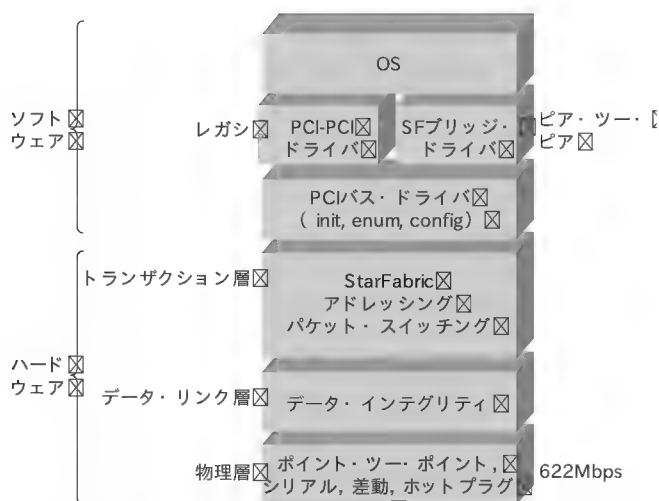 OS
ソフト
ウェア
レガシ
PCI-PCI
ドライバ
SFブリッジ・
ドライバ
ピア・ツー・
ピア
PCIバス・ドライバ
( init, enum, config)
トランザクション層
StarFabric
アドレッシング
パケット・スイッチング
ハード
ウェア
データ・リンク層
データ・インテグリティ
物理層
ポイント・ツー・ポイント,
シリアル, 差動, ホットプラグ
622Mbps